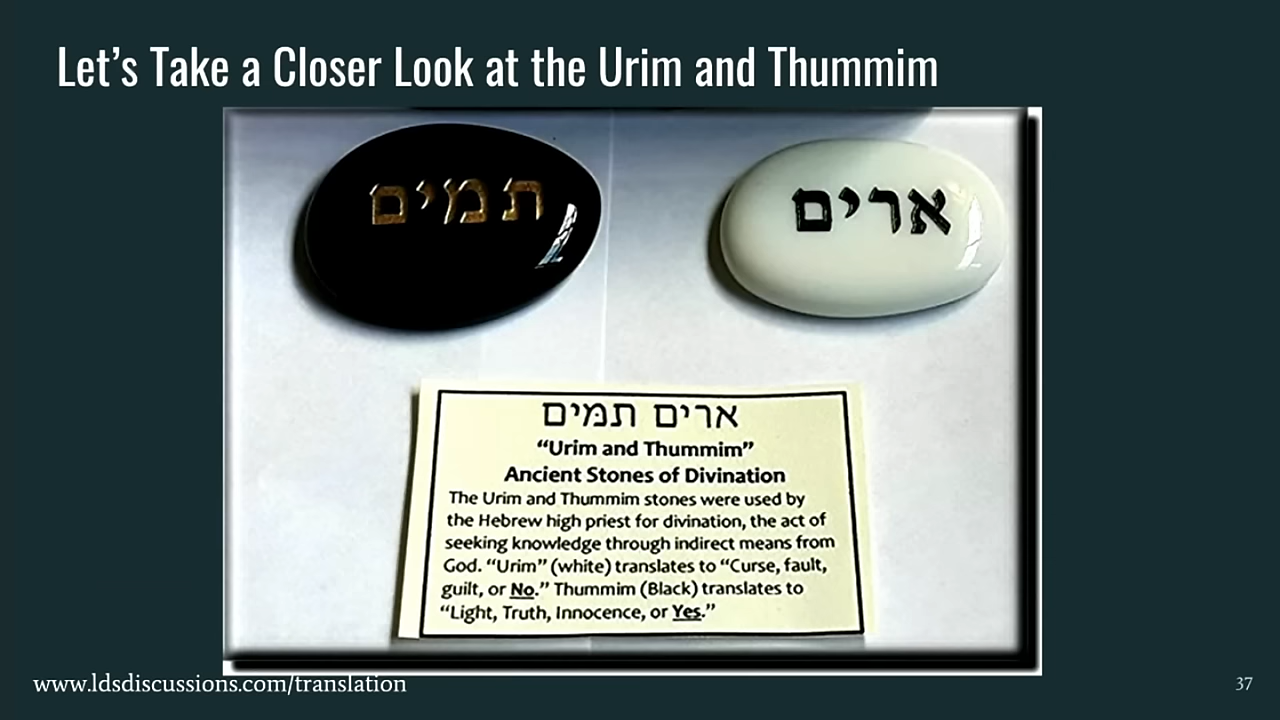 Let's Take a Closer Look at the Urim and Thummim
תמים
ארים
ארים תמים
“Urim and Thummim”
Ancient Stones of Divination
The Urim and Thummim stones were used by
the Hebrew high priest for divination, the act of
seeking knowledge through indirect means from
God. “Urim” (white) translates to “Curse, fault,
guilt, or No.” Thummim (Black) translates to
“Light, Truth, Innocence, or Yes.”
www.ldsdiscussions.com/translation
37